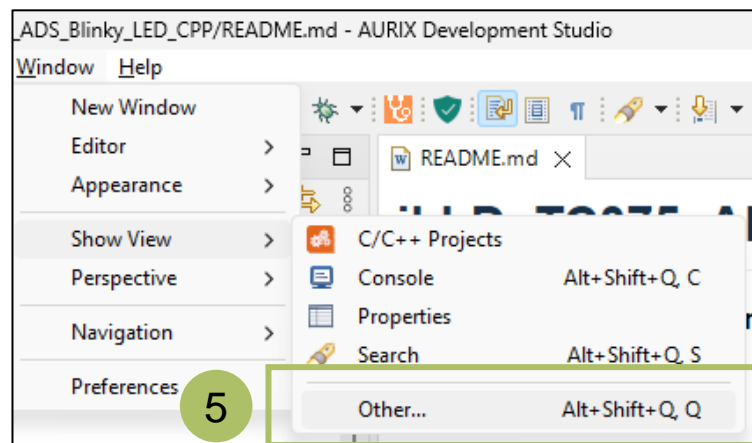 _ADS_Blinky_LED_CPP/README.md - AURIX Development Studio
Window Help
New Window
Editor
Appearance
Show View
Perspective
Navigation
Preferences
README.md
C/C++ Projects
Console Alt+Shift+Q, C
Properties
Search Alt+Shift+Q, S
Other... Alt+Shift+Q, Q
5